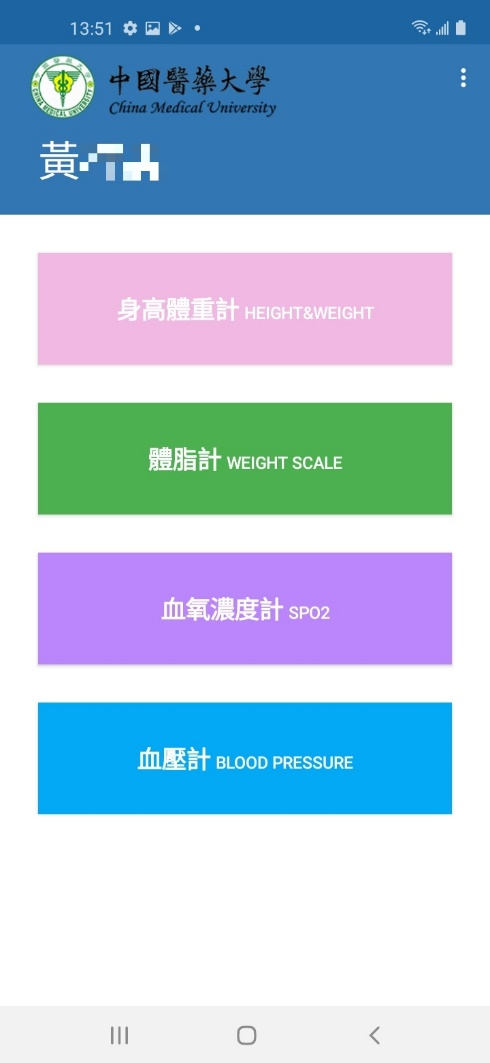 13:51
中國醫藥大學
China Medical University
黃
身高體重計 HEIGHT&WEIGHT
體脂計 WEIGHT SCALE
血氧濃度計 SPO2
血壓計 BLOOD PRESSURE